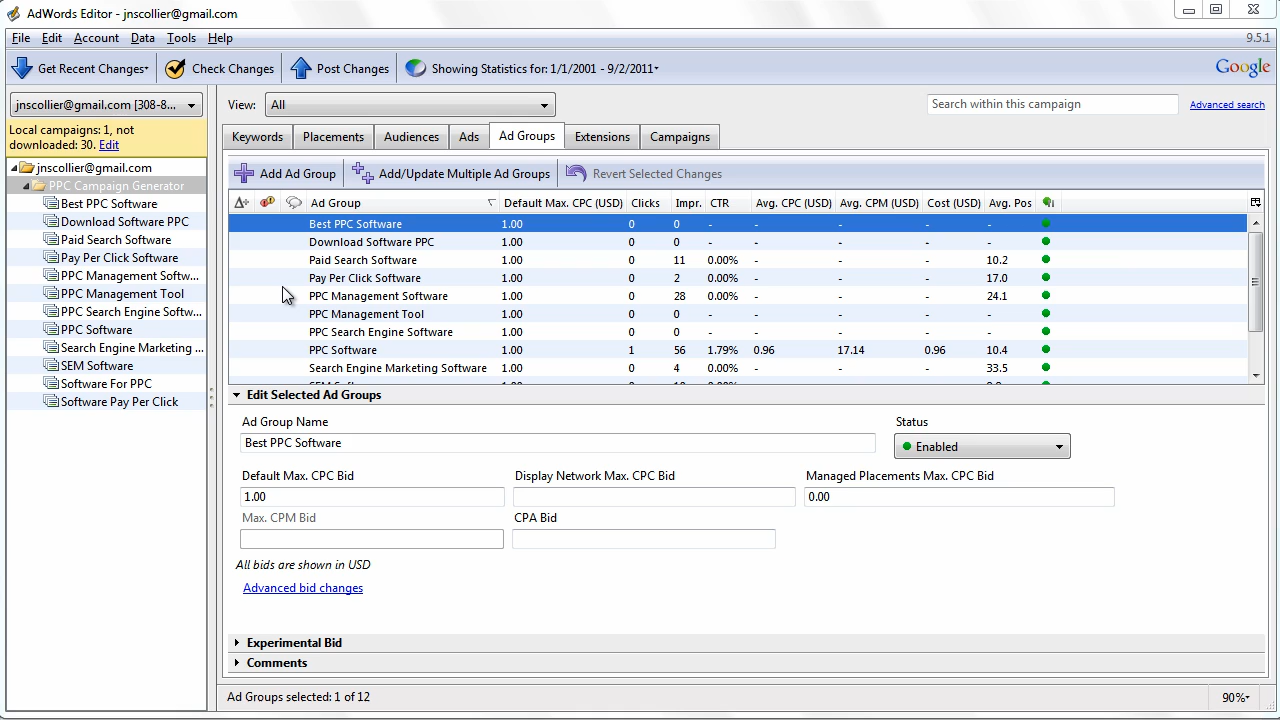 AdWords Editor - jnscollier@gmail.com
File Edit Account Data Tools Help 9.5.1
Get Recent Changes Check Changes Post Changes Showing Statistics for: 1/1/2001 - 9/2/2011 Google
jnscollier@gmail.com [308-8...
Local campaigns: 1, not
downloaded: 30. Edit
jnscollier@gmail.com
PPC Campaign Generator
Best PPC Software
Download Software PPC
Paid Search Software
Pay Per Click Software
PPC Management Softw...
PPC Management Tool
PPC Search Engine Softw...
PPC Software
Search Engine Marketing ...
SEM Software
Software For PPC
Software Pay Per Click
View: All Search within this campaign Advanced search
Keywords Placements Audiences Ads Ad Groups Extensions Campaigns
Add Ad Group Add/Update Multiple Ad Groups Revert Selected Changes
Ad Group Default Max. CPC (USD) Clicks Impr. CTR Avg. CPC (USD) Avg. CPM (USD) Cost (USD) Avg. Pos
Best PPC Software 1.00 0 0 - - - - -
Download Software PPC 1.00 0 0 - - - - -
Paid Search Software 1.00 0 11 0.00% - - - 10.2
Pay Per Click Software 1.00 0 2 0.00% - - - 17.0
PPC Management Software 1.00 0 28 0.00% - - - 24.1
PPC Management Tool 1.00 0 0 - - - - -
PPC Search Engine Software 1.00 0 0 - - - - -
PPC Software 1.00 1 56 1.79% 0.96 17.14 0.96 10.4
Search Engine Marketing Software 1.00 0 4 0.00% - - - 33.5
Edit Selected Ad Groups
Ad Group Name Status
Best PPC Software Enabled
Default Max. CPC Bid Display Network Max. CPC Bid Managed Placements Max. CPC Bid
1.00 0.00
Max. CPM Bid CPA Bid
All bids are shown in USD
Advanced bid changes
Experimental Bid
Comments
Ad Groups selected: 1 of 12 90%